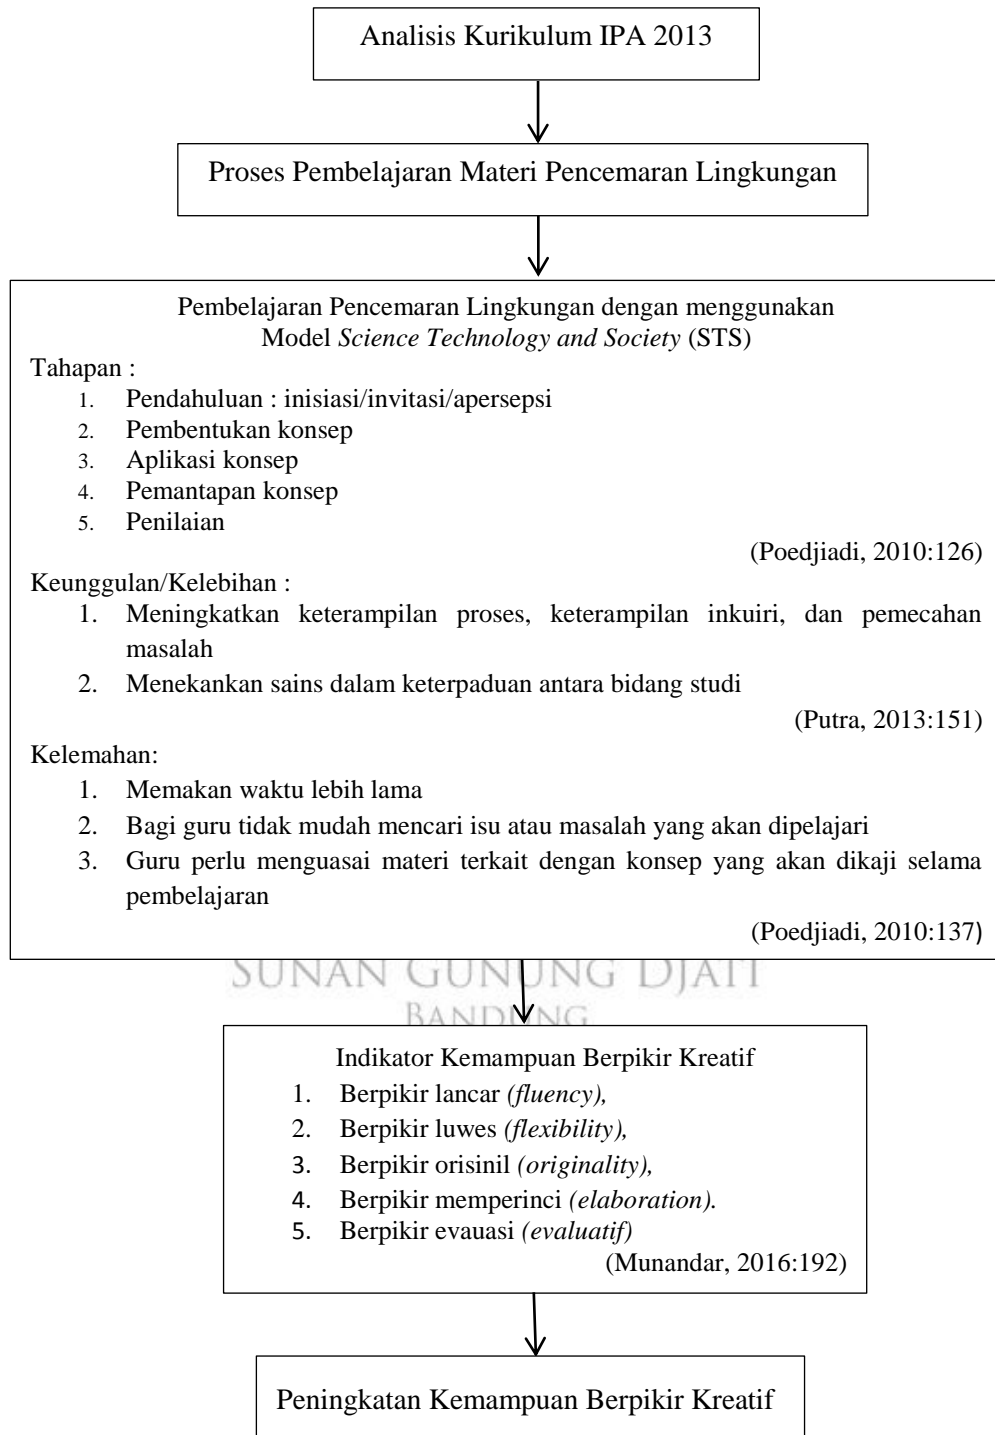 Analisis Kurikulum IPA 2013
Proses Pembelajaran Materi Pencemaran Lingkungan
Pembelajaran Pencemaran Lingkungan dengan menggunakan
Model Science Technology and Society (STS)
Tahapan :
1. Pendahuluan : inisiasi/invitasi/apersepsi
2. Pembentukan konsep
3. Aplikasi konsep
4. Pemantapan konsep
5. Penilaian
(Poedjiadi, 2010:126)
Keunggulan/Kelebihan :
1. Meningkatkan keterampilan proses, keterampilan inkuiri, dan pemecahan
masalah
2. Menekankan sains dalam keterpaduan antara bidang studi
(Putra, 2013:151)
Kelemahan:
1. Memakan waktu lebih lama
2. Bagi guru tidak mudah mencari isu atau masalah yang akan dipelajari
3. Guru perlu menguasai materi terkait dengan konsep yang akan dikaji selama
pembelajaran
(Poedjiadi, 2010:137)
SUNAN GUNUNG DJATI
BANDUNG
Indikator Kemampuan Berpikir Kreatif
1. Berpikir lancar (fluency),
2. Berpikir luwes (flexibility),
3. Berpikir orisinil (originality),
4. Berpikir memperinci (elaboration).
5. Berpikir evauasi (evaluatif)
(Munandar, 2016:192)
Peningkatan Kemampuan Berpikir Kreatif